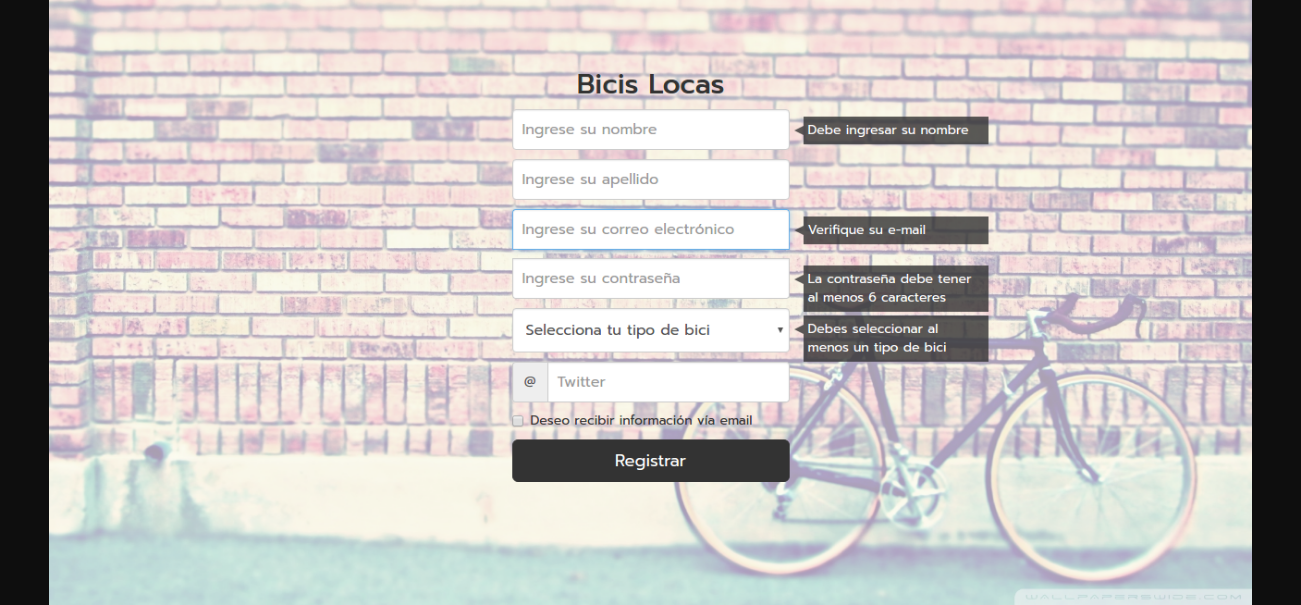 Bicis Locas
Ingrese su nombre
Debe ingresar su nombre
Ingrese su apellido
Ingrese su correo electrónico
Verifique su e-mail
Ingrese su contraseña
La contraseña debe tener
al menos 6 caracteres
Selecciona tu tipo de bici
Debes seleccionar al
menos un tipo de bici
@ Twitter
Deseo recibir información vía email
Registrar
WALLPAPERSWIDE.COM